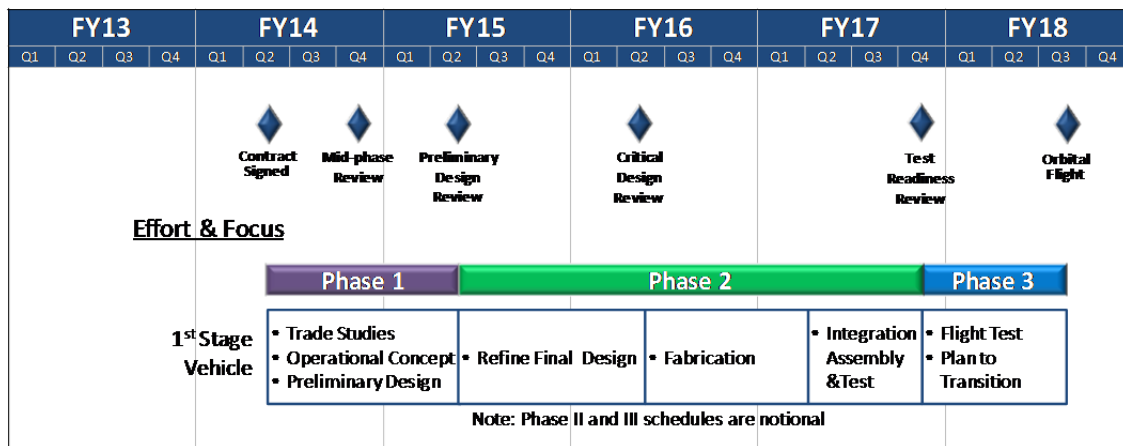 FY13 FY14 FY15 FY16 FY17 FY18
Q1 Q2 Q3 Q4 Q1 Q2 Q3 Q4 Q1 Q2 Q3 Q4 Q1 Q2 Q3 Q4 Q1 Q2 Q3 Q4 Q1 Q2 Q3 Q4
Contract
Signed
Mid-phase
Review
Preliminary
Design
Review
Critical
Design
Review
Test
Readiness
Review
Orbital
Flight
Effort & Focus
Phase 1 Phase 2 Phase 3
1st Stage
Vehicle
• Trade Studies
• Operational Concept
• Preliminary Design
• Refine Final Design
• Fabrication
• Integration
Assembly
&Test
• Flight Test
• Plan to
Transition
Note: Phase II and III schedules are notional